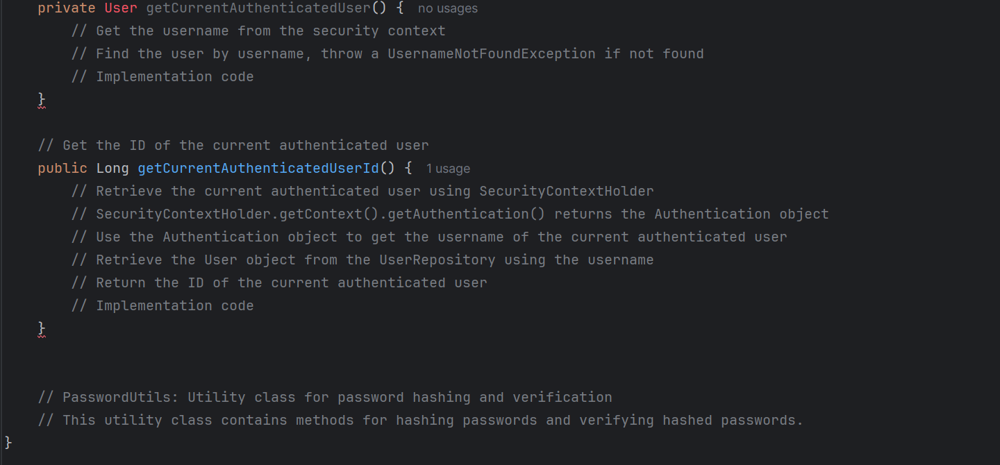 private User getCurrentAuthenticatedUser() { no usages
// Get the username from the security context
// Find the user by username, throw a UsernameNotFoundException if not found
// Implementation code
}
// Get the ID of the current authenticated user
public Long getCurrentAuthenticatedUserId() { 1 usage
// Retrieve the current authenticated user using SecurityContextHolder
// SecurityContextHolder.getContext().getAuthentication() returns the Authentication object
// Use the Authentication object to get the username of the current authenticated user
// Retrieve the User object from the UserRepository using the username
// Return the ID of the current authenticated user
// Implementation code
}
// PasswordUtils: Utility class for password hashing and verification
// This utility class contains methods for hashing passwords and verifying hashed passwords.
}